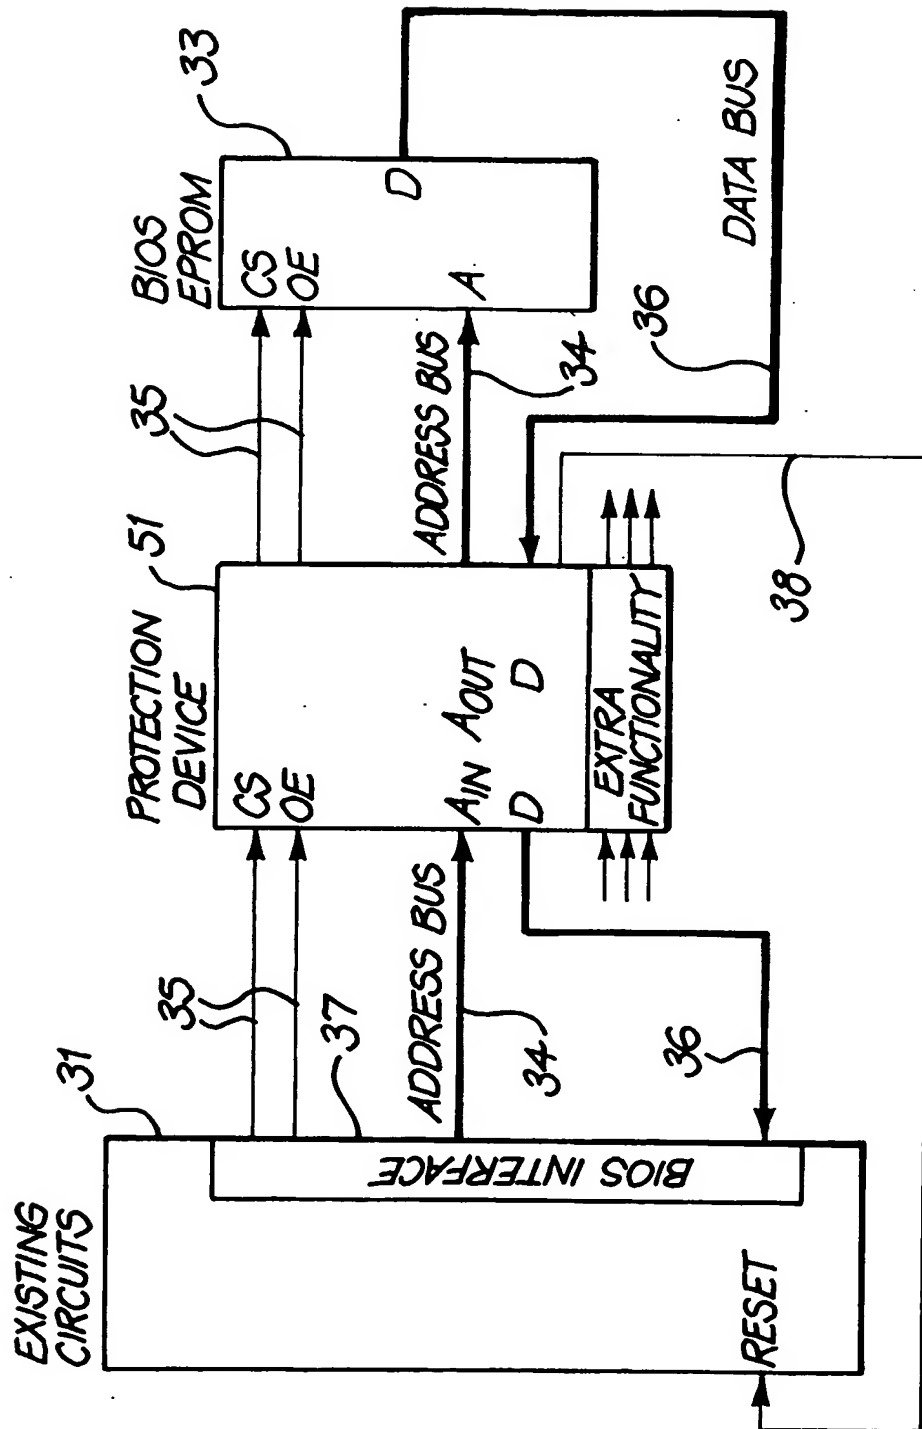 EXISTING
CIRCUITS
31
BIOS INTERFACE
37
RESET
35
ADDRESS BUS
34
36
PROTECTION
DEVICE
51
CS
OE
AIN AOUT
D D
EXTRA
FUNCTIONALITY
35
ADDRESS BUS
34
38
BIOS
EPROM
33
CS
OE
A
D
36
DATA BUS